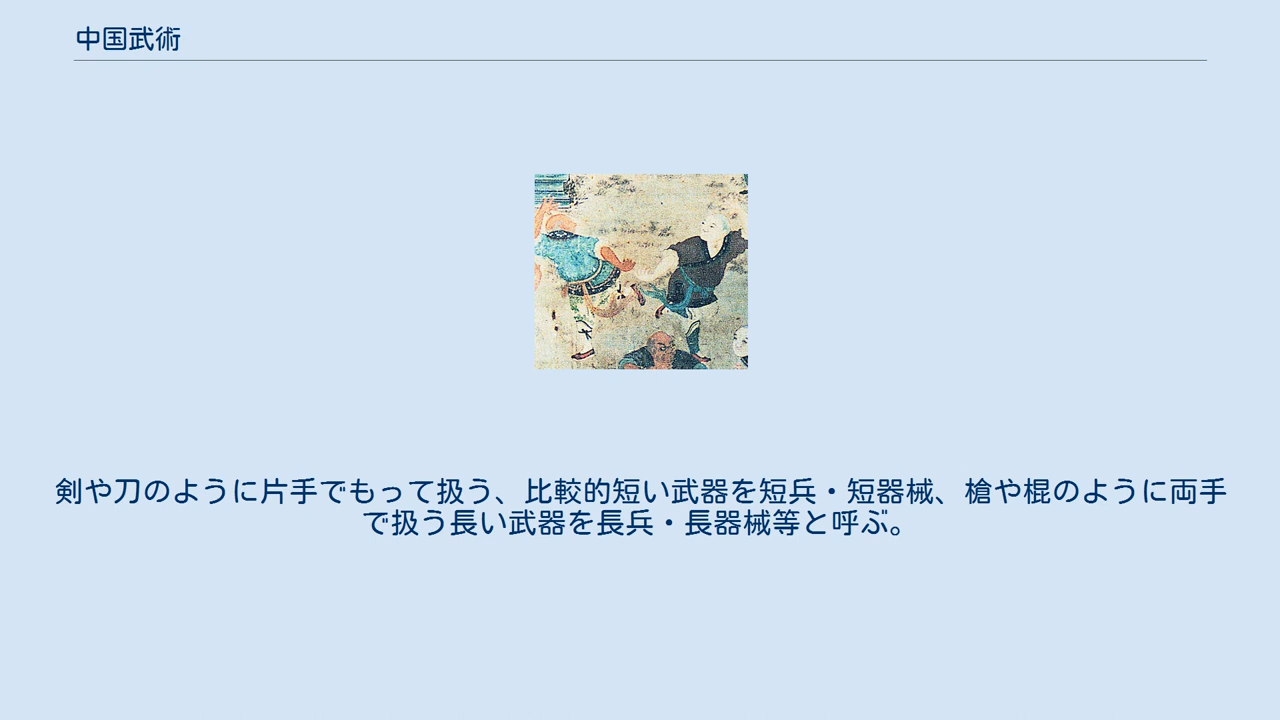 中国武術
剣や刀のように片手でもって扱う、比較的短い武器を短兵・短器械、槍や棍のように両手
で扱う長い武器を長兵・長器械等と呼ぶ。